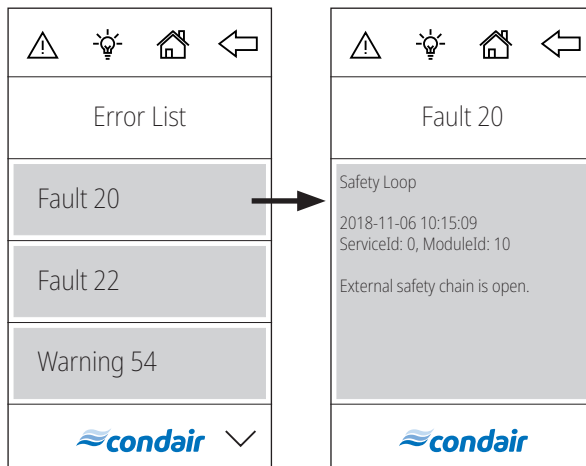 Error List
Fault 20
Fault 22
Warning 54
condair
Fault 20
Safety Loop
2018-11-06 10:15:09
ServiceId: 0, ModuleId: 10
External safety chain is open.
condair